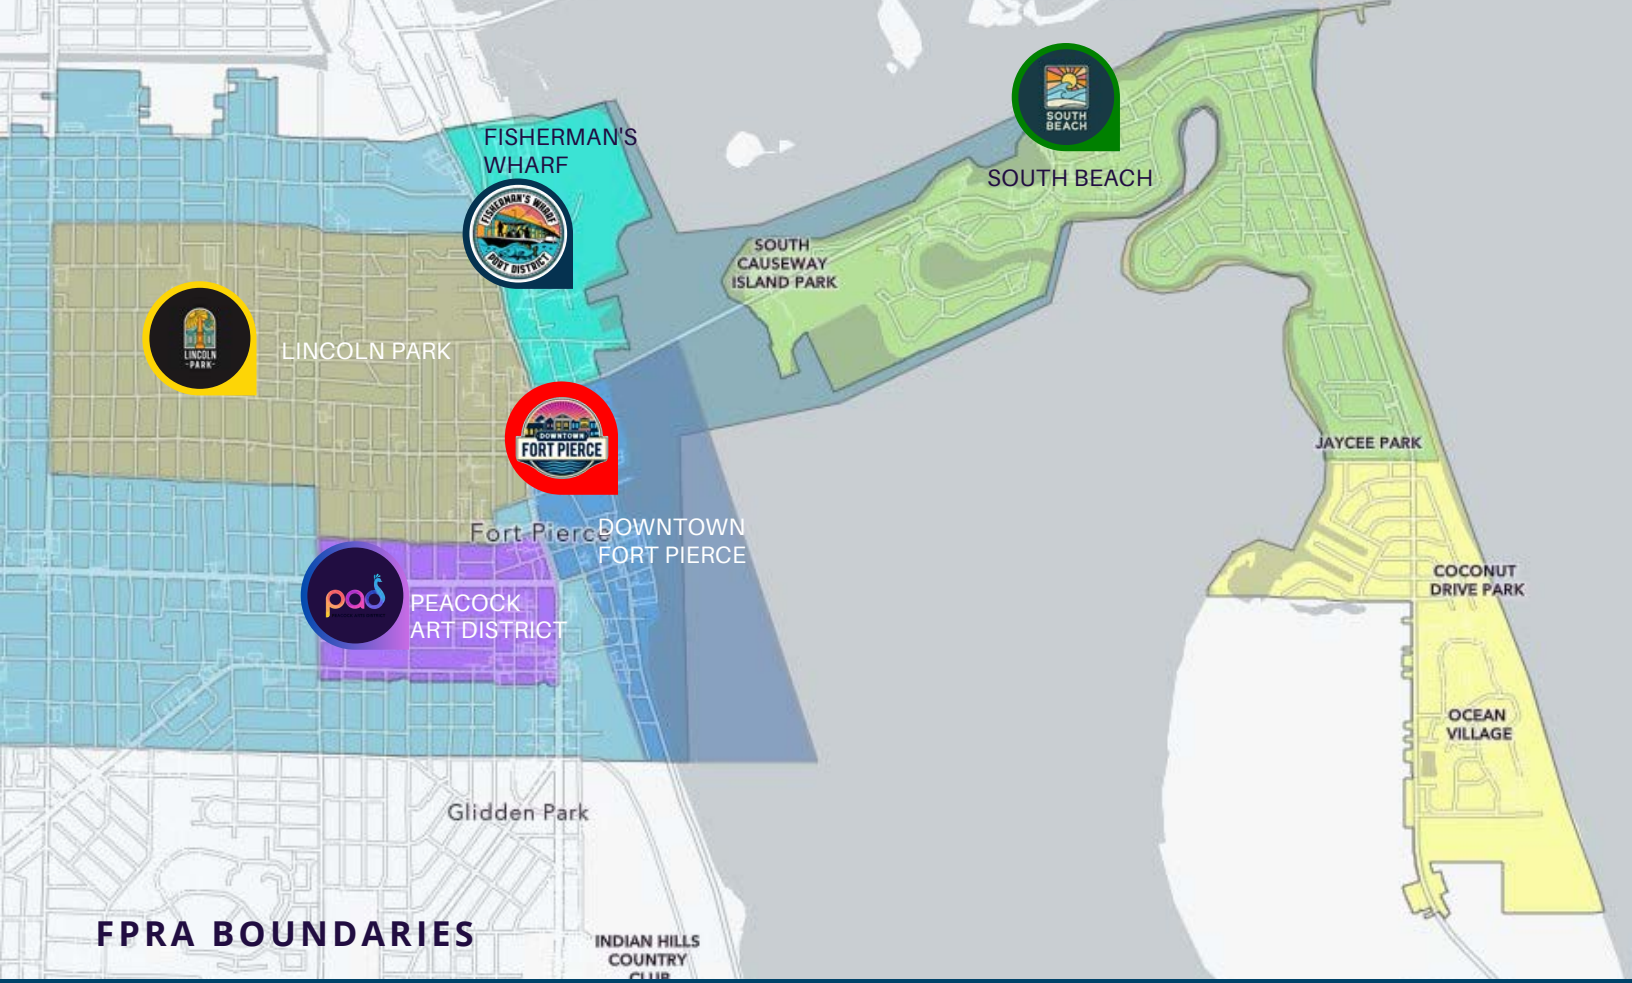 FISHERMAN'S
WHARF
FISHERMAN'S WHARF
PORT DISTRICT
SOUTH
BEACH
SOUTH BEACH
SOUTH
CAUSEWAY
ISLAND PARK
LINCOLN
-PARK-
LINCOLN PARK
DOWNTOWN
FORT PIERCE
JAYCEE PARK
Fort Pierce
DOWNTOWN
FORT PIERCE
pad
PEACOCK
ART DISTRICT
COCONUT
DRIVE PARK
OCEAN
VILLAGE
Glidden Park
FPRA BOUNDARIES
INDIAN HILLS
COUNTRY
CLUB